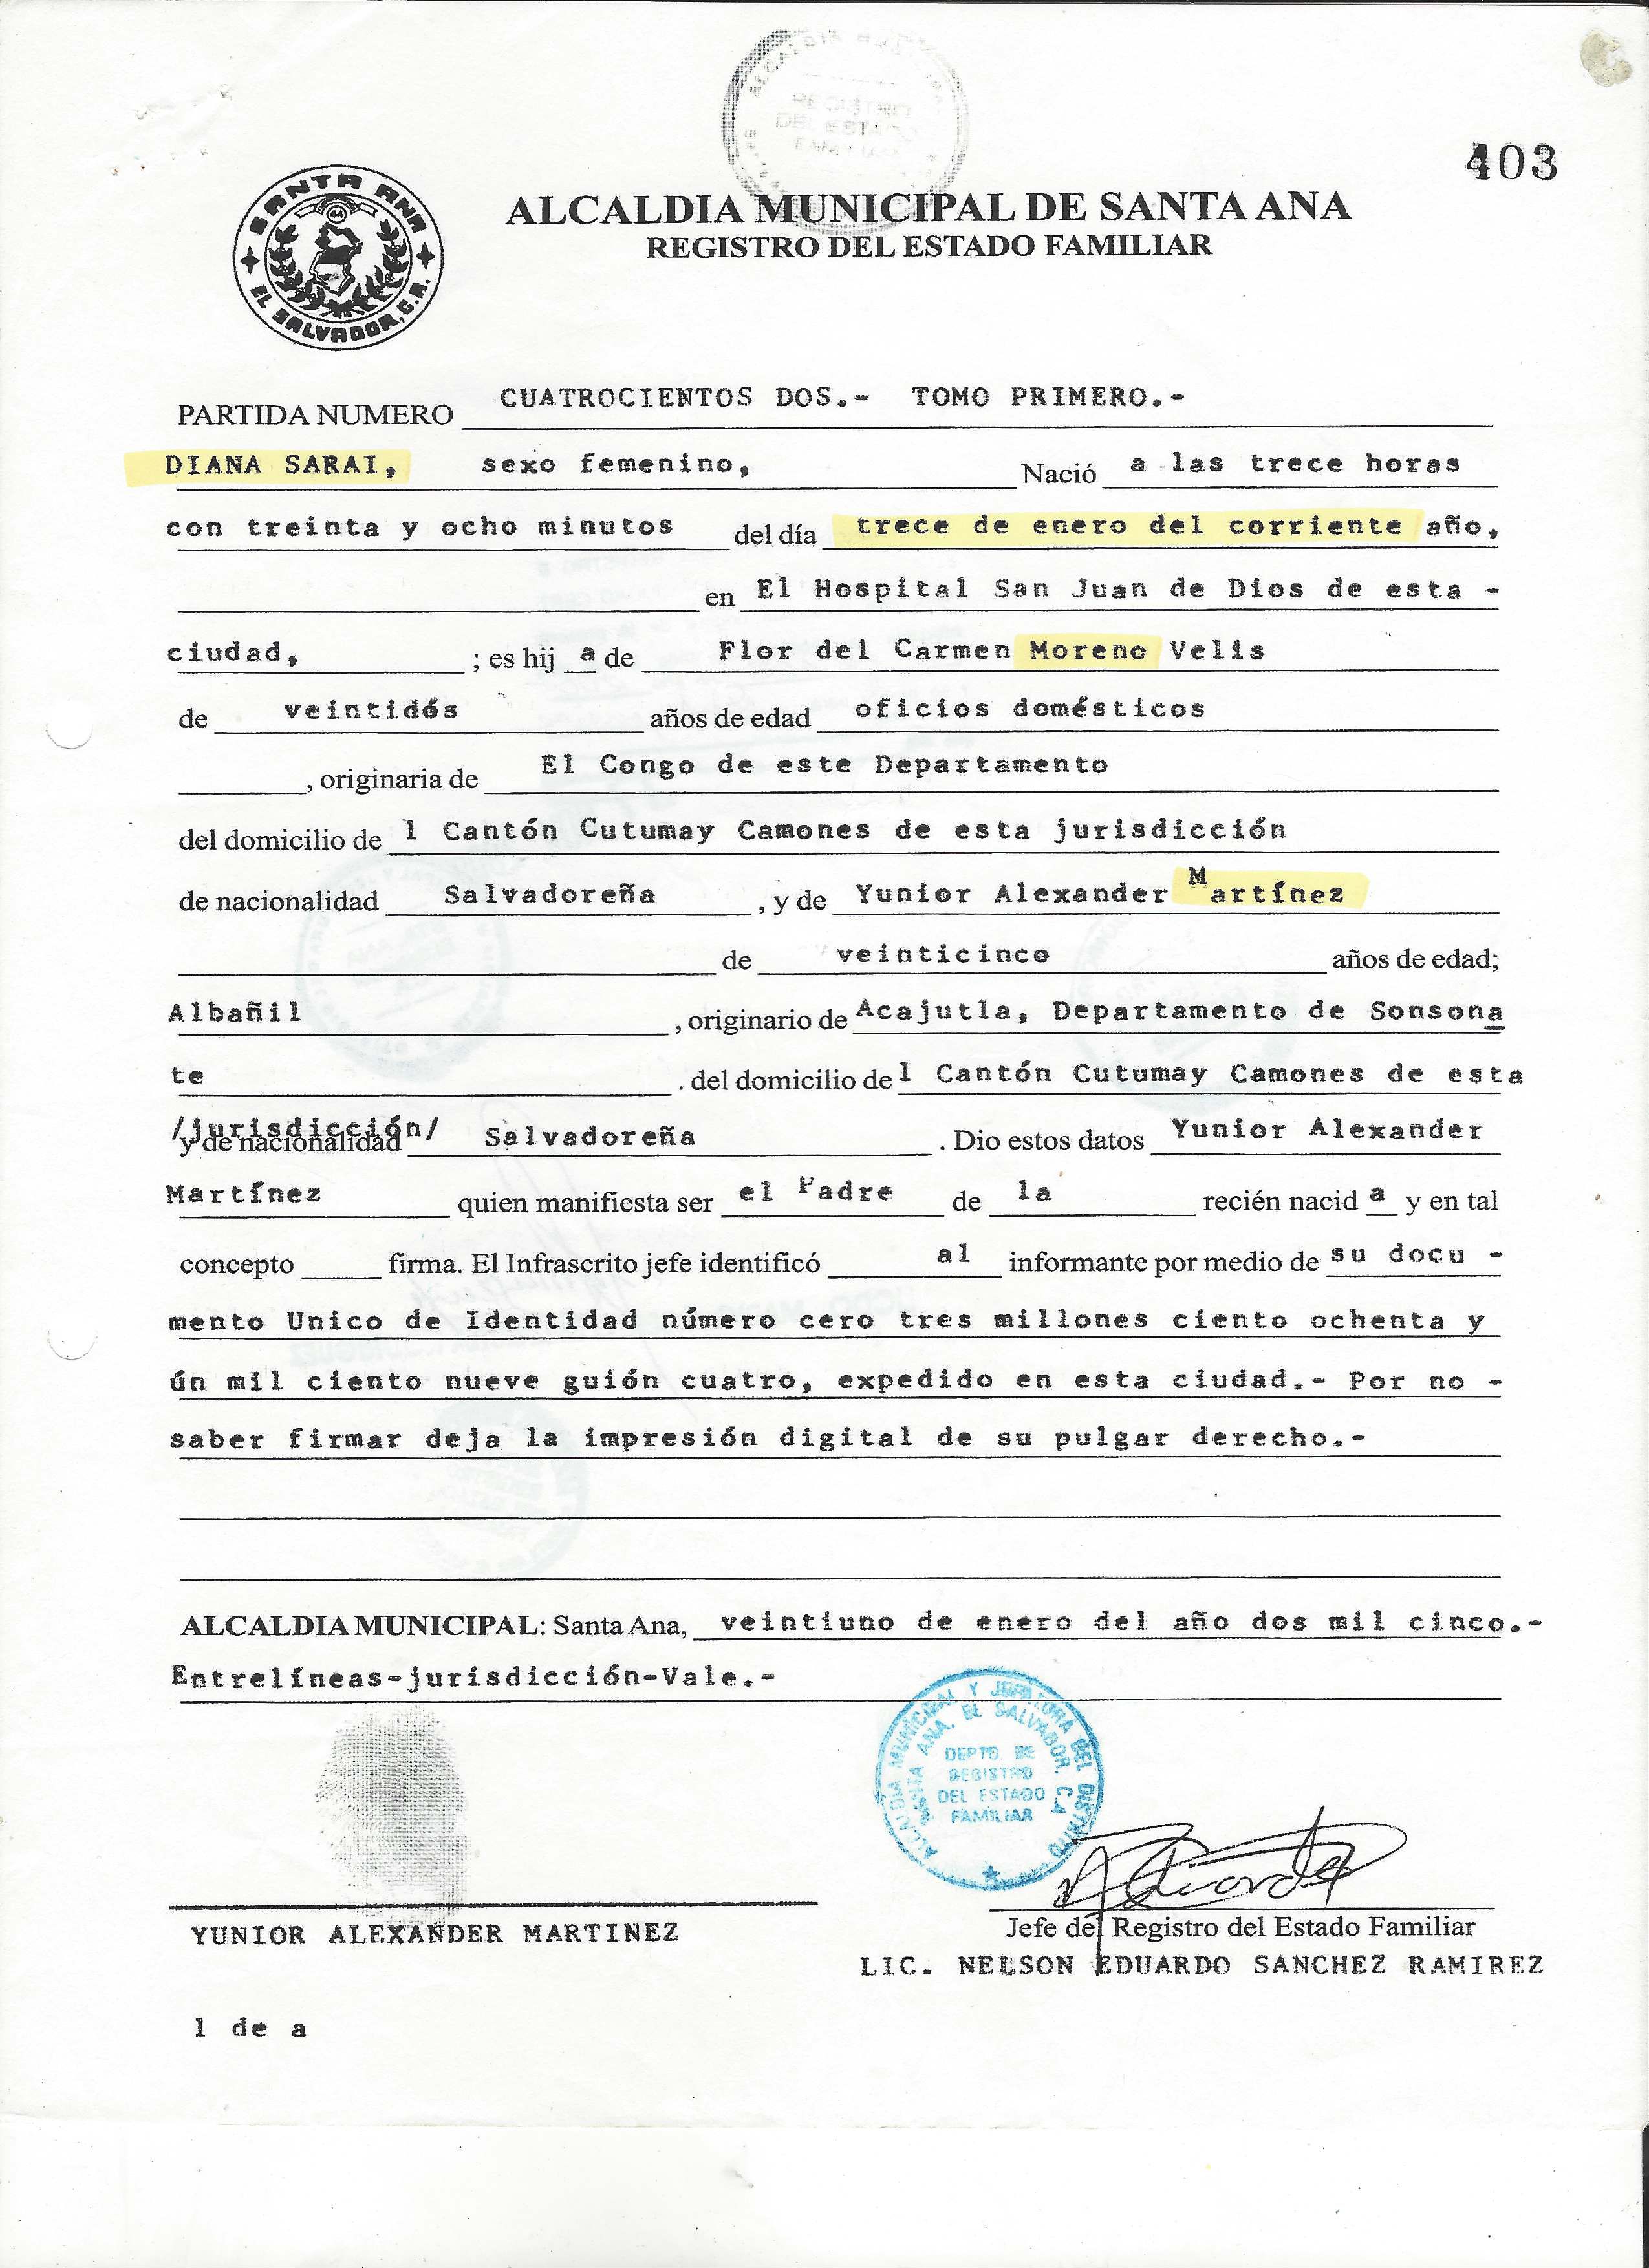 ALCALDIA
REGISTRO
DEL ESTADO
FAMILIAR
403
SANTA ANA
44
EL SALVADOR, C.A.
ALCALDIA MUNICIPAL DE SANTA ANA
REGISTRO DEL ESTADO FAMILIAR
PARTIDA NUMERO CUATROCIENTOS DOS.- TOMO PRIMERO.-
DIANA SARAI, sexo femenino, Nació a las trece horas
con treinta y ocho minutos del día trece de enero del corriente año,
en El Hospital San Juan de Dios de esta -
ciudad, ; es hij a de Flor del Carmen Moreno Velis
de veintidós años de edad oficios domésticos
, originaria de El Congo de este Departamento
del domicilio de l Cantón Cutumay Camones de esta jurisdicción
de nacionalidad Salvadoreña , y de Yunior Alexander Martínez
de veinticinco años de edad;
Albañil , originario de Acajutla, Departamento de Sonsona
te . del domicilio de l Cantón Cutumay Camones de esta
/jurisdicción/
y de nacionalidad Salvadoreña . Dio estos datos Yunior Alexander
Martínez quien manifiesta ser el Padre de la recién nacid a y en tal
concepto firma. El Infrascrito jefe identificó al informante por medio de su docu -
mento Unico de Identidad número cero tres millones ciento ochenta y
ún mil ciento nueve guión cuatro, expedido en esta ciudad.- Por no -
saber firmar deja la impresión digital de su pulgar derecho.-
ALCALDIA MUNICIPAL: Santa Ana, veintiuno de enero del año dos mil cinco.-
Entrelíneas-jurisdicción-Vale.-
ALCALDIA MUNICIPAL Y JEFATURA DEL DISTRITO
SANTA ANA. EL SALVADOR. C.A
DEPTO. DE
REGISTRO
DEL ESTADO
FAMILIAR
YUNIOR ALEXANDER MARTINEZ
Jefe del Registro del Estado Familiar
LIC. NELSON EDUARDO SANCHEZ RAMIREZ
l de a